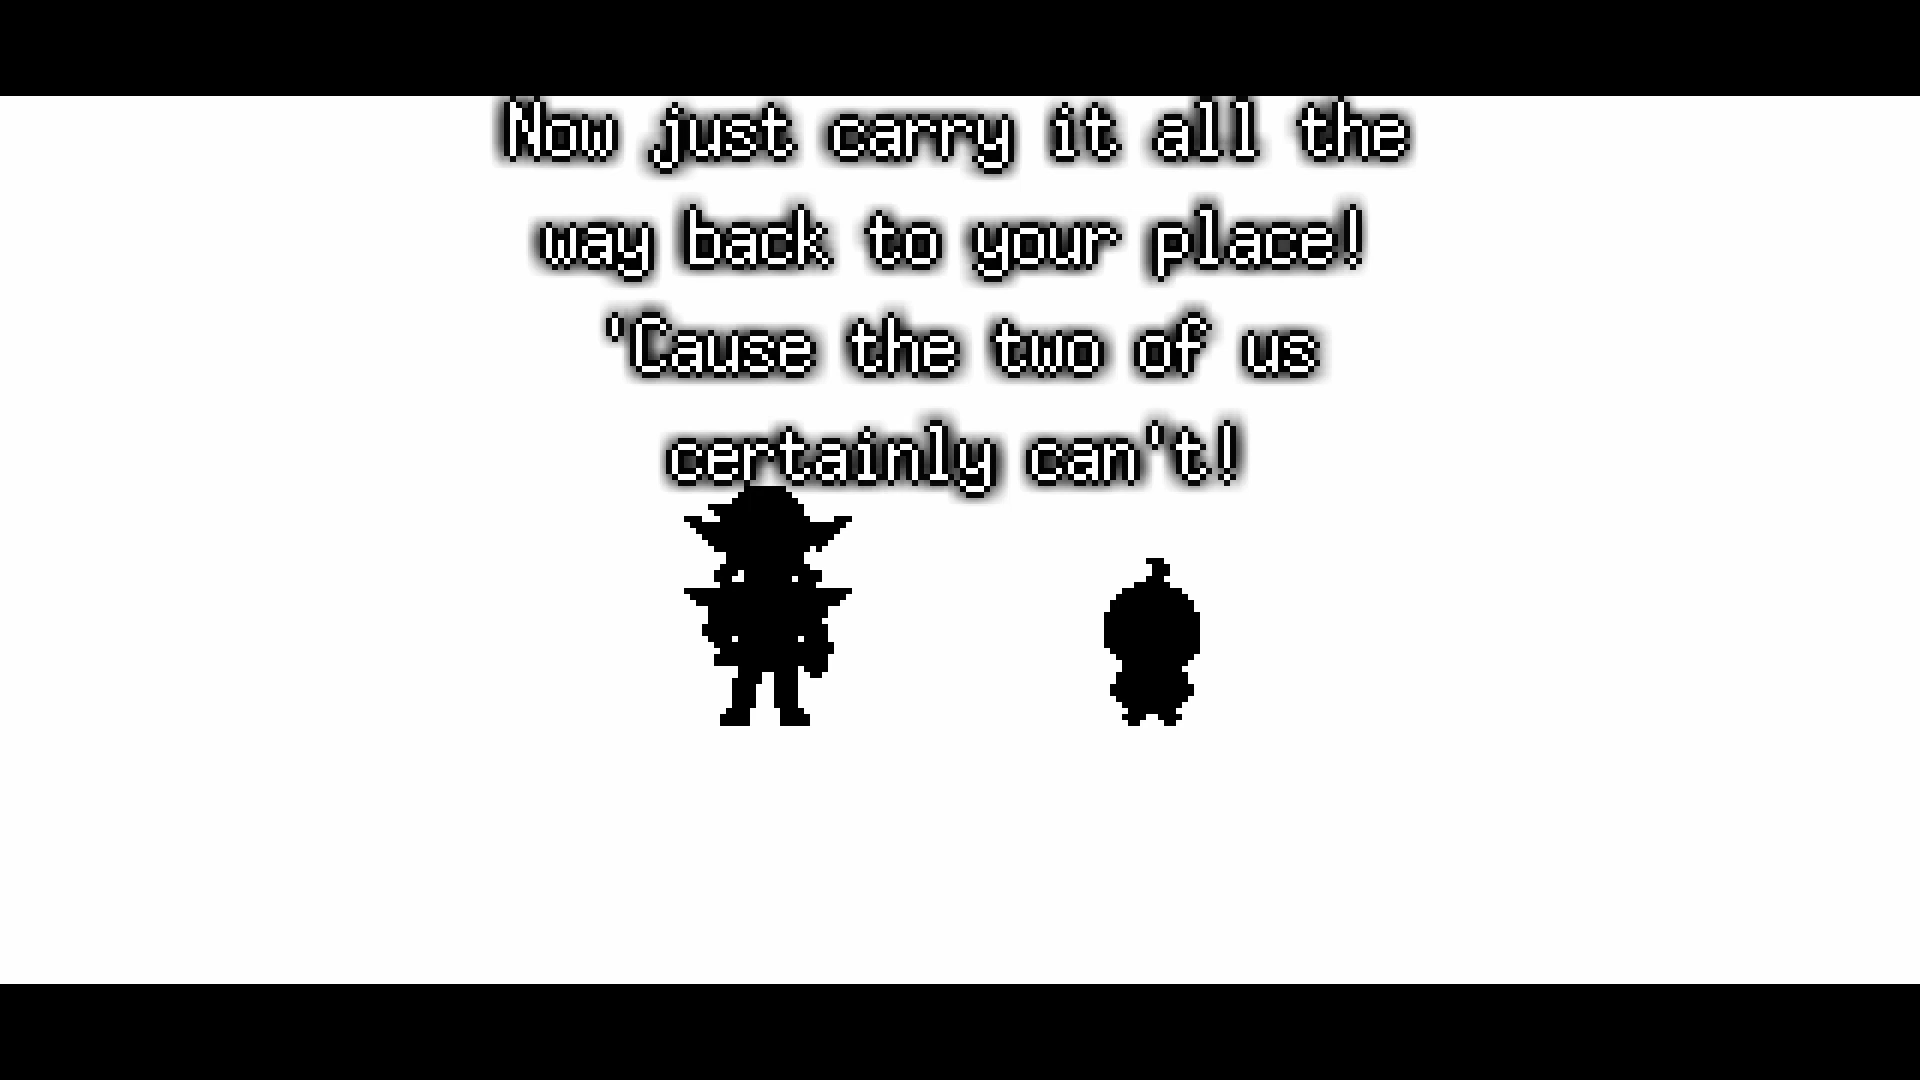 Now just carry it all the
way back to your place!
'Cause the two of us
certainly can't!